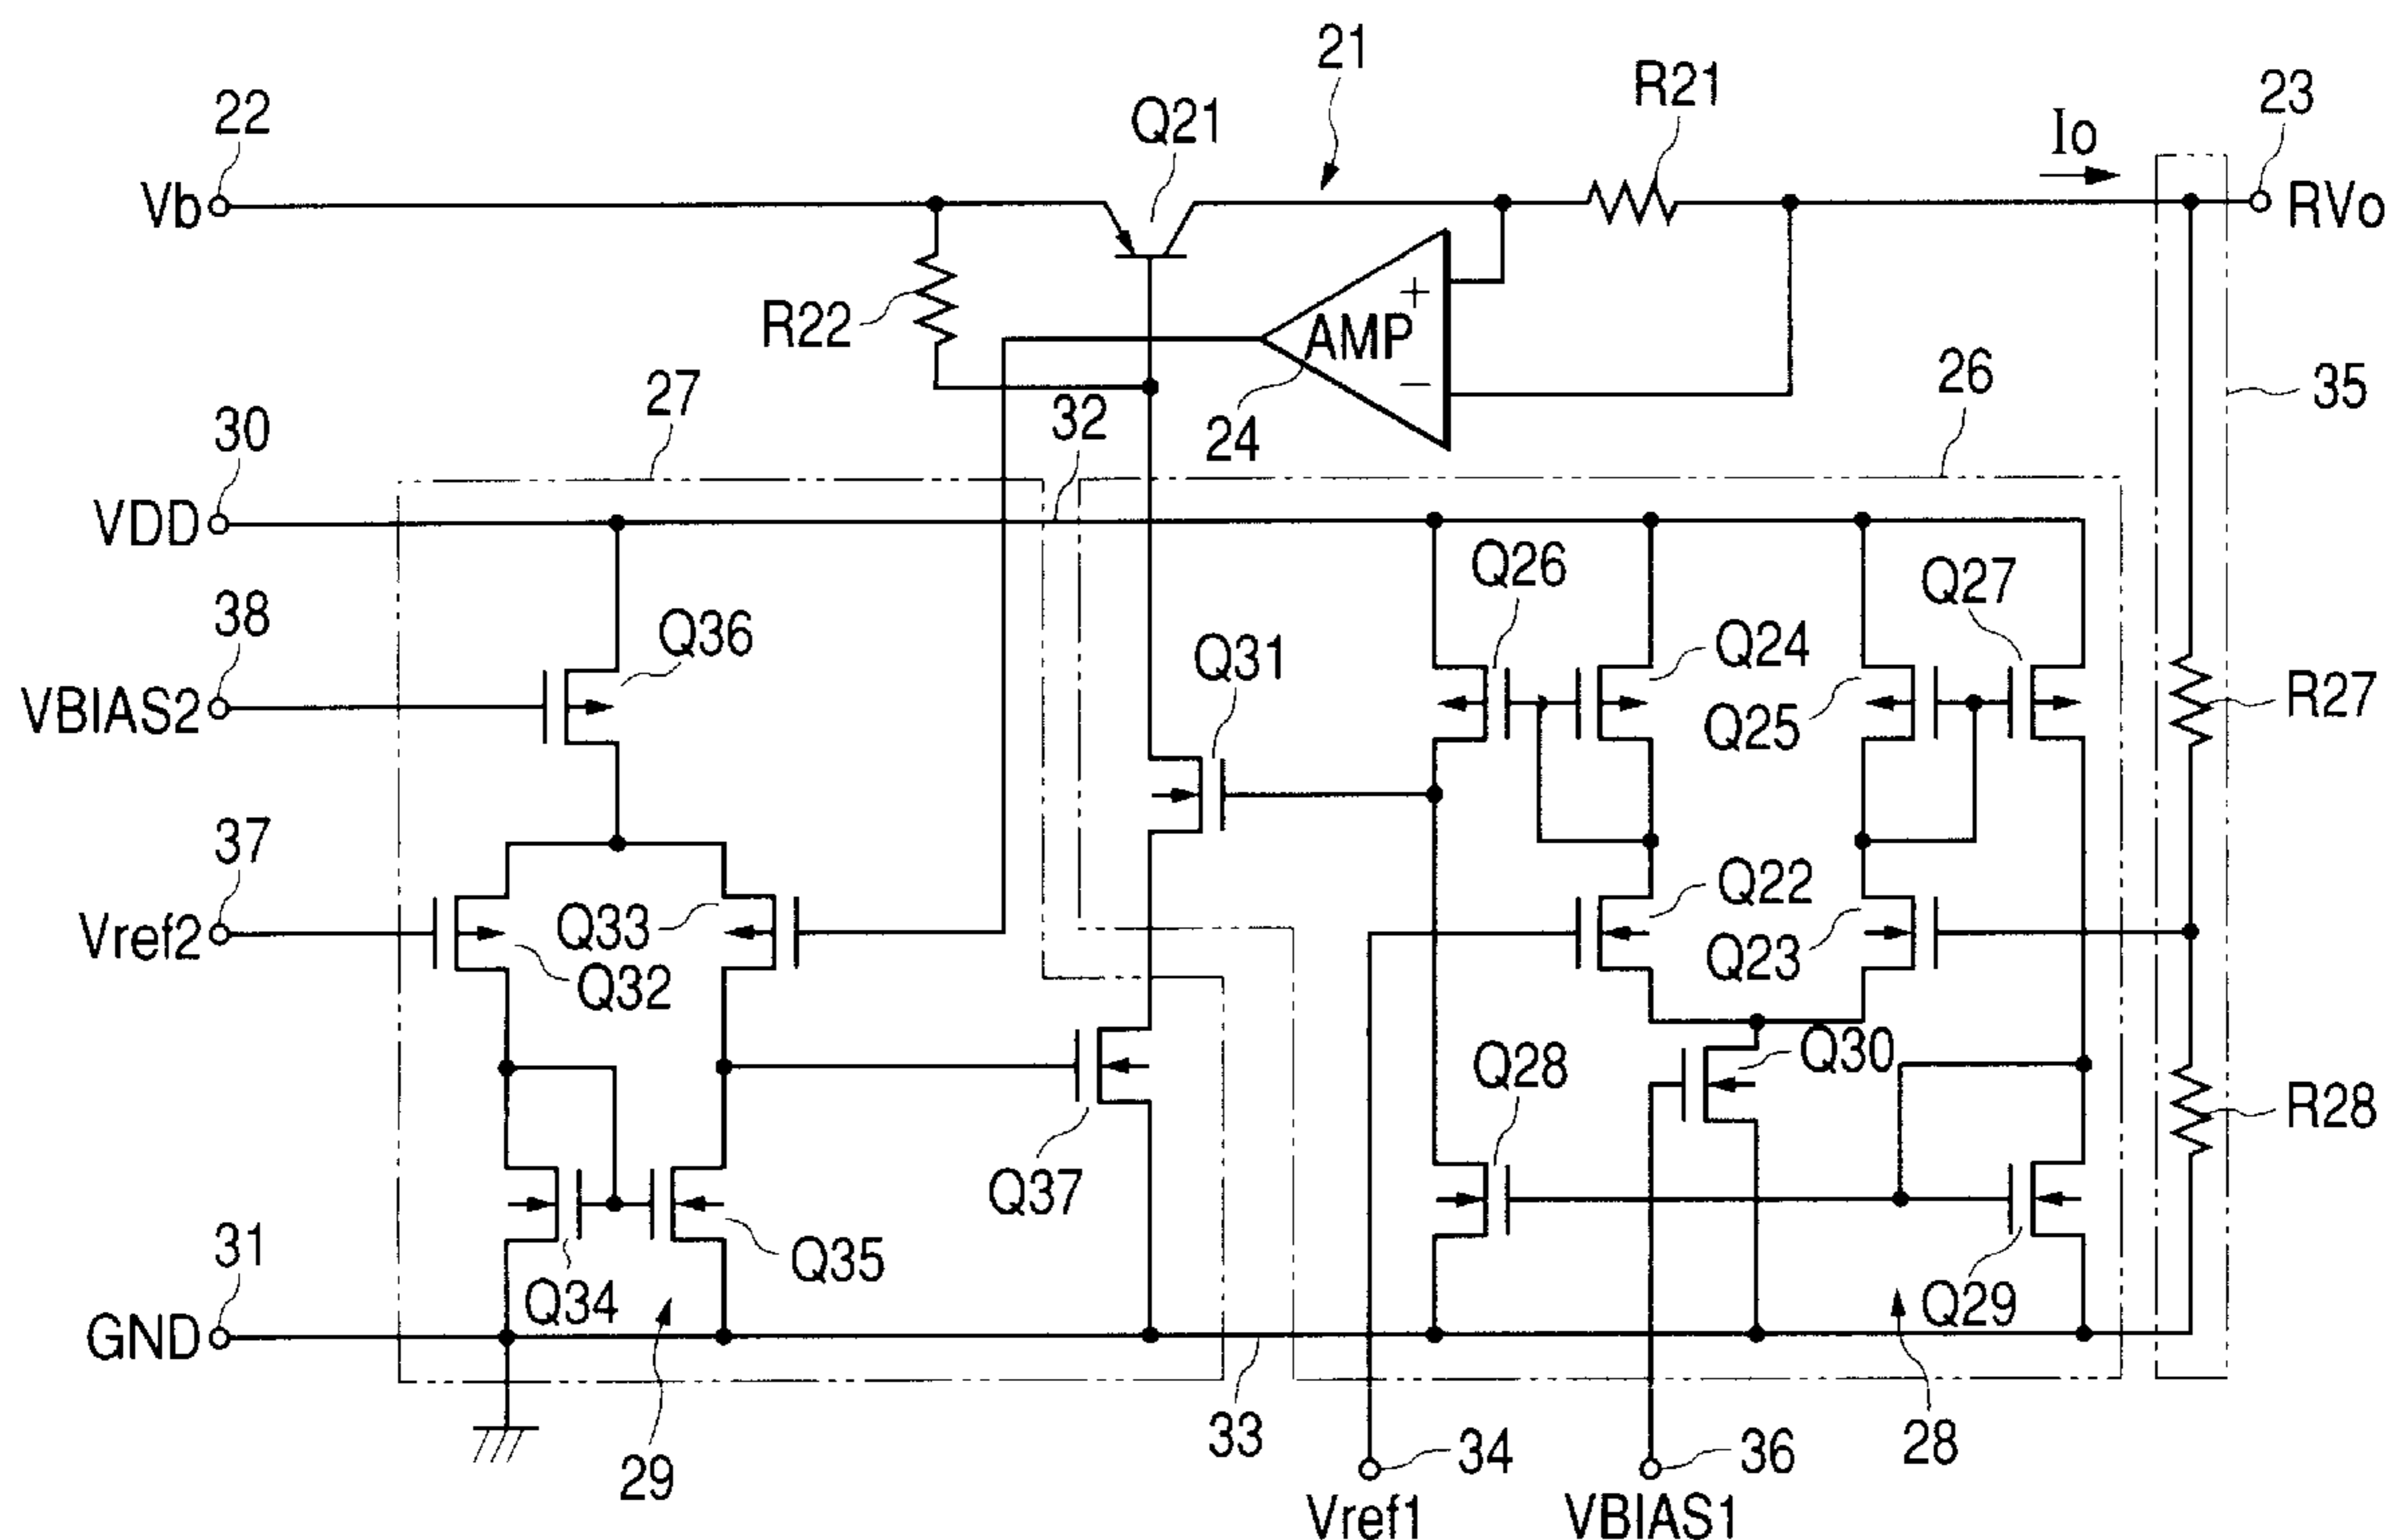 21
R21
23
22
Q21
Io
Vb
RVo
R22
AMP
+
−
24
26
35
27
32
30
VDD
Q26
Q27
38
Q36
Q31
Q24
VBIAS2
Q25
R27
37
Q22
Vref2
Q33
Q32
Q23
Q30
Q28
R28
Q37
31
Q35
Q34
Q29
GND
33
34
36
28
29
Vref1
VBIAS1